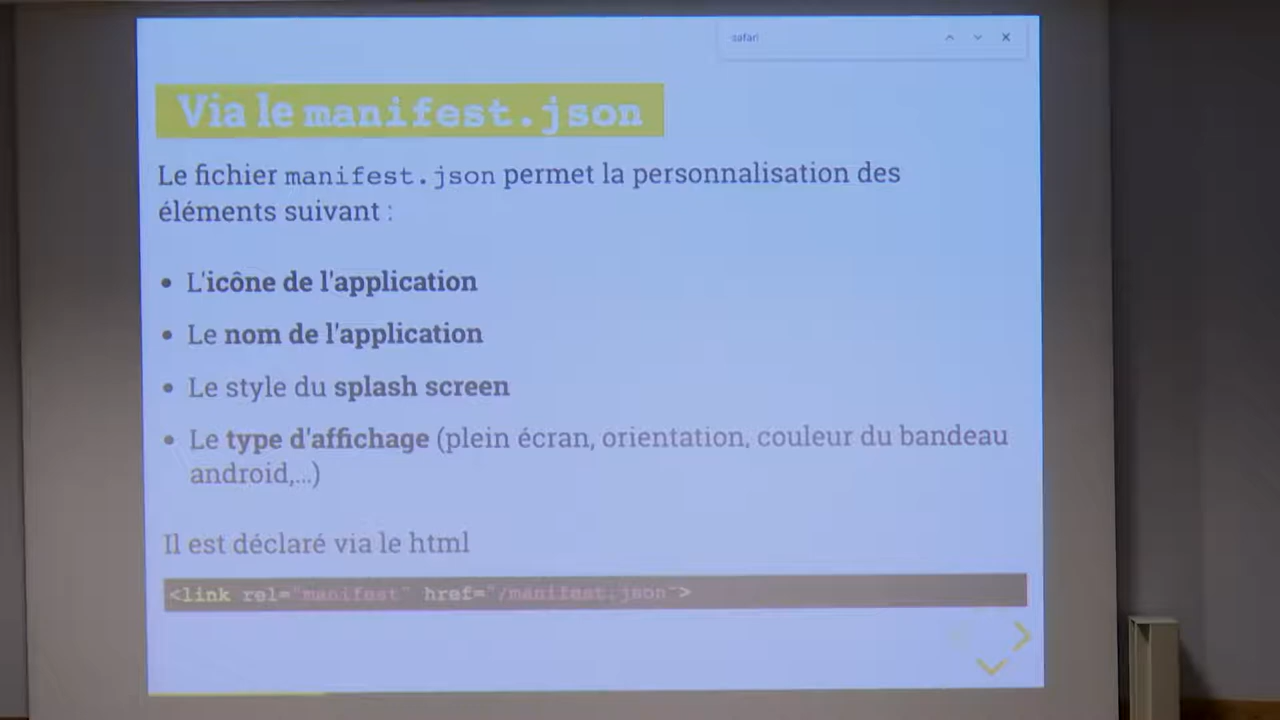 safari
Via le manifest.json
Le fichier manifest.json permet la personnalisation des
éléments suivant :
• L'icône de l'application
• Le nom de l'application
• Le style du splash screen
• Le type d'affichage (plein écran, orientation, couleur du bandeau
android,...)
Il est déclaré via le html
<link rel="manifest" href="/manifest.json">